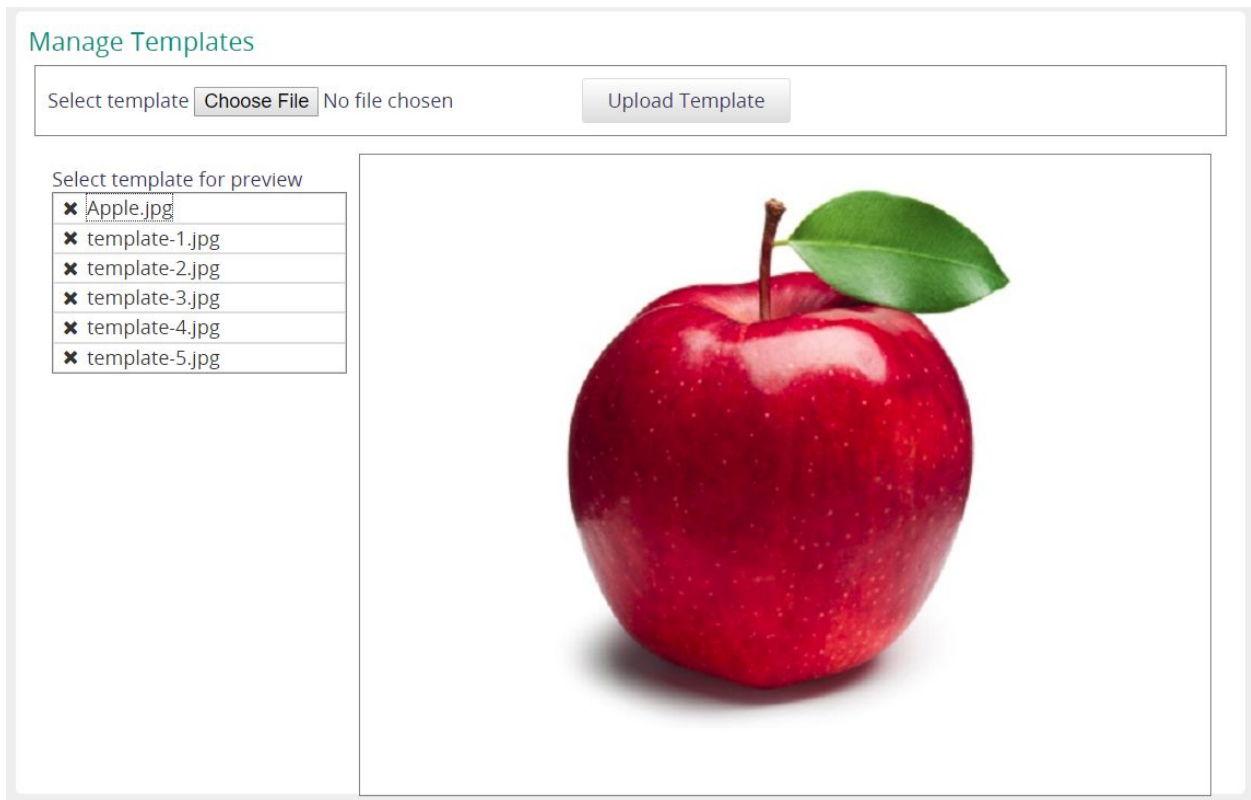 Manage Templates
Select template Choose File No file chosen Upload Template
Select template for preview
✖ Apple.jpg
✖ template-1.jpg
✖ template-2.jpg
✖ template-3.jpg
✖ template-4.jpg
✖ template-5.jpg